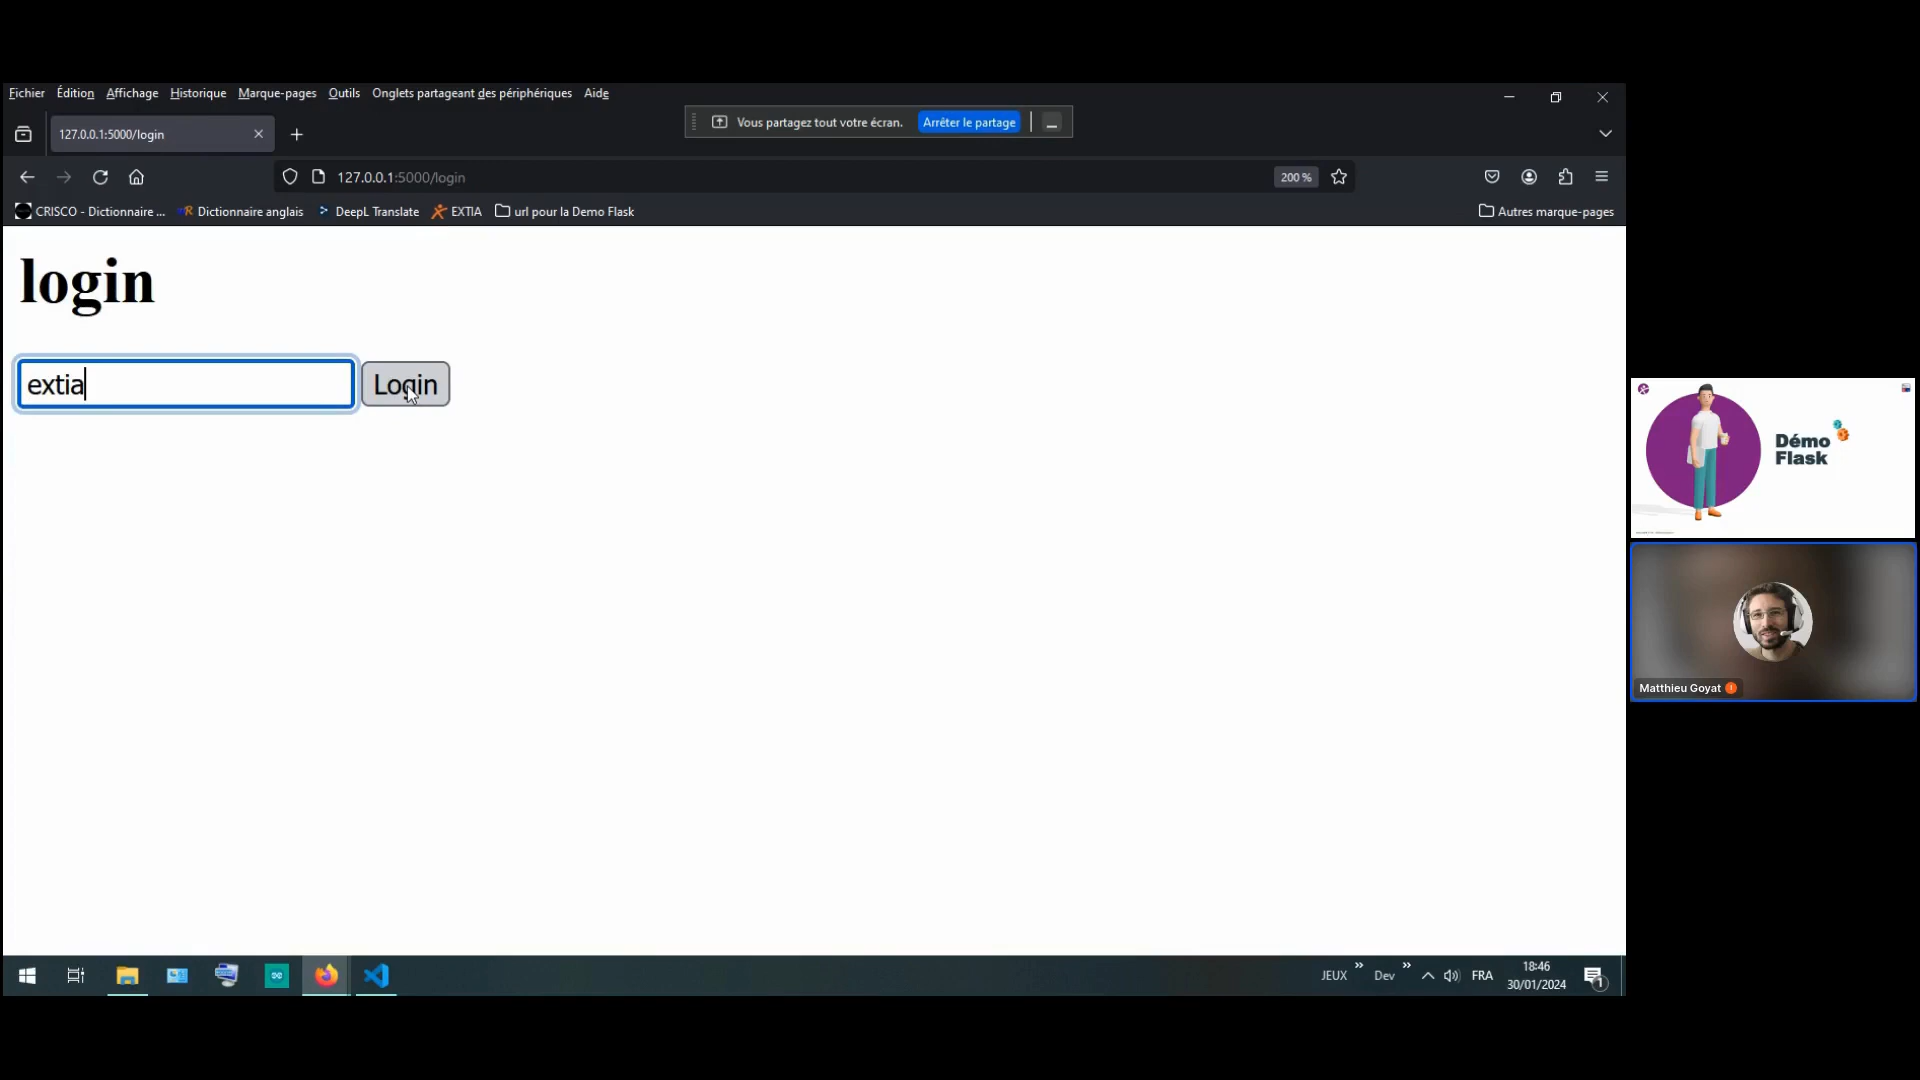 Fichier Édition Affichage Historique Marque-pages Outils Onglets partageant des périphériques Aide
127.0.0.1:5000/login
Vous partagez tout votre écran. Arrêter le partage
127.0.0.1:5000/login
200 %
CRISCO - Dictionnaire ... Dictionnaire anglais DeepL Translate EXTIA url pour la Demo Flask Autres marque-pages
login
extia Login
Démo
Flask
Matthieu Goyat
JEUX Dev FRA
18:46
30/01/2024
1